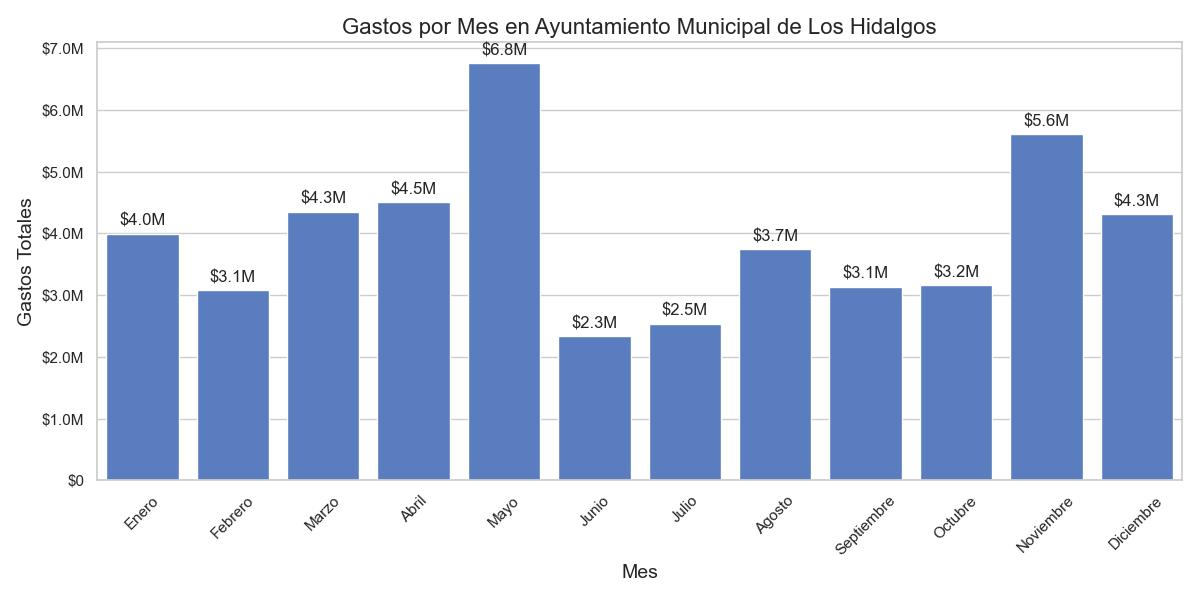 Gastos por Mes en Ayuntamiento Municipal de Los Hidalgos
Gastos Totales
$7.0M
$6.0M
$5.0M
$4.0M
$3.0M
$2.0M
$1.0M
$0
$4.0M
$3.1M
$4.3M
$4.5M
$6.8M
$2.3M
$2.5M
$3.7M
$3.1M
$3.2M
$5.6M
$4.3M
Enero
Febrero
Marzo
Abril
Mayo
Junio
Julio
Agosto
Septiembre
Octubre
Noviembre
Diciembre
Mes